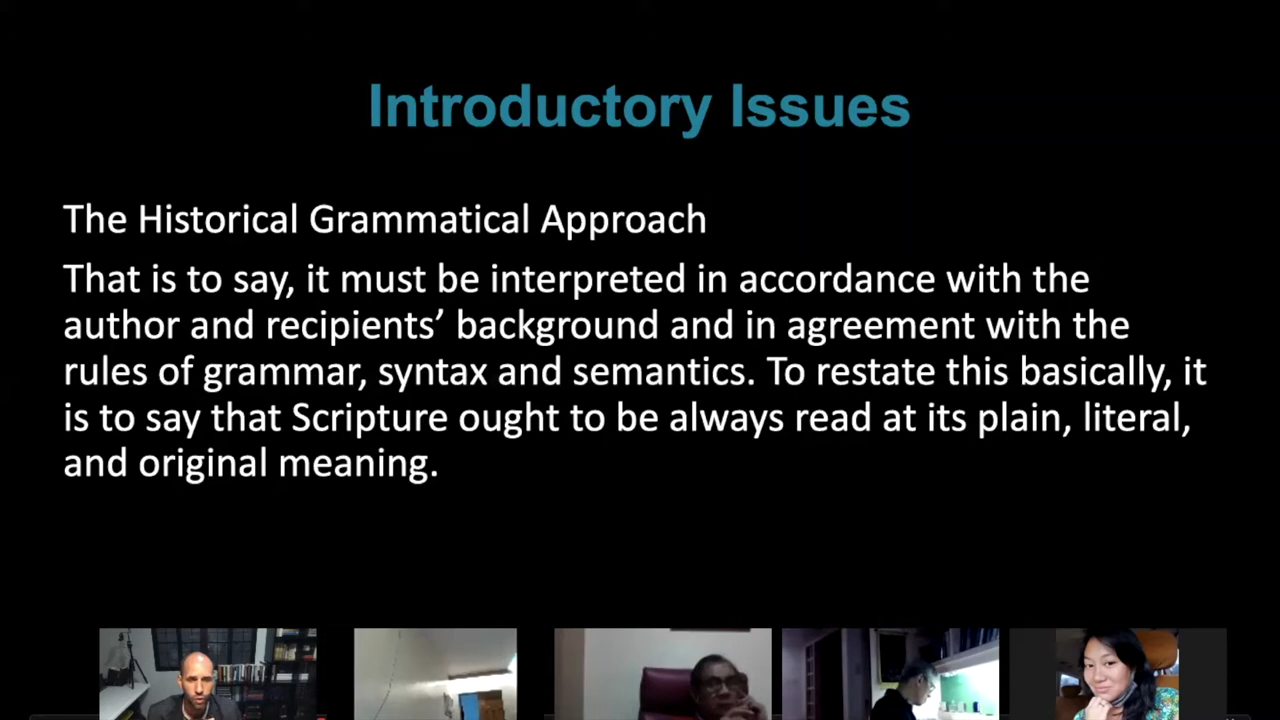 Introductory Issues
The Historical Grammatical Approach
That is to say, it must be interpreted in accordance with the
author and recipients’ background and in agreement with the
rules of grammar, syntax and semantics. To restate this basically, it
is to say that Scripture ought to be always read at its plain, literal,
and original meaning.